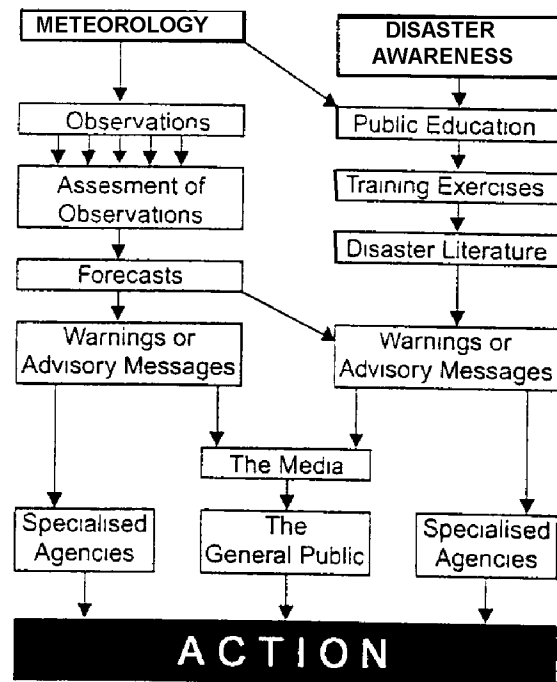 METEOROLOGY
DISASTER
AWARENESS
Observations
Public Education
Assesment of
Observations
Training Exercises
Disaster Literature
Forecasts
Warnings or
Advisory Messages
Warnings or
Advisory Messages
The Media
Specialised
Agencies
The
General Public
Specialised
Agencies
ACTION